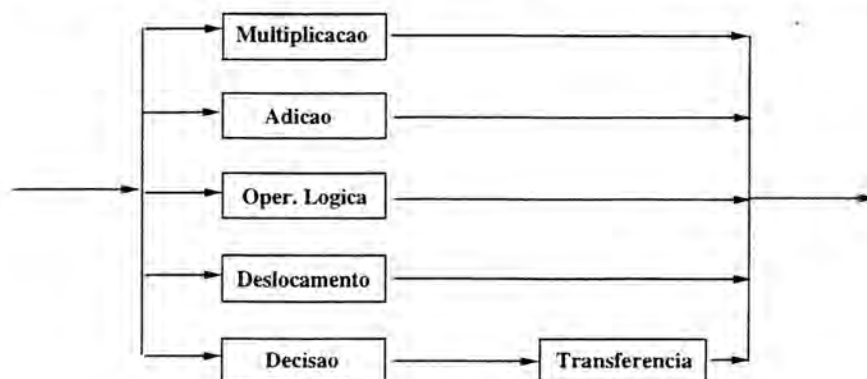 Multiplicacao
Adicao
Oper. Logica
Deslocamento
Decisao
Transferencia